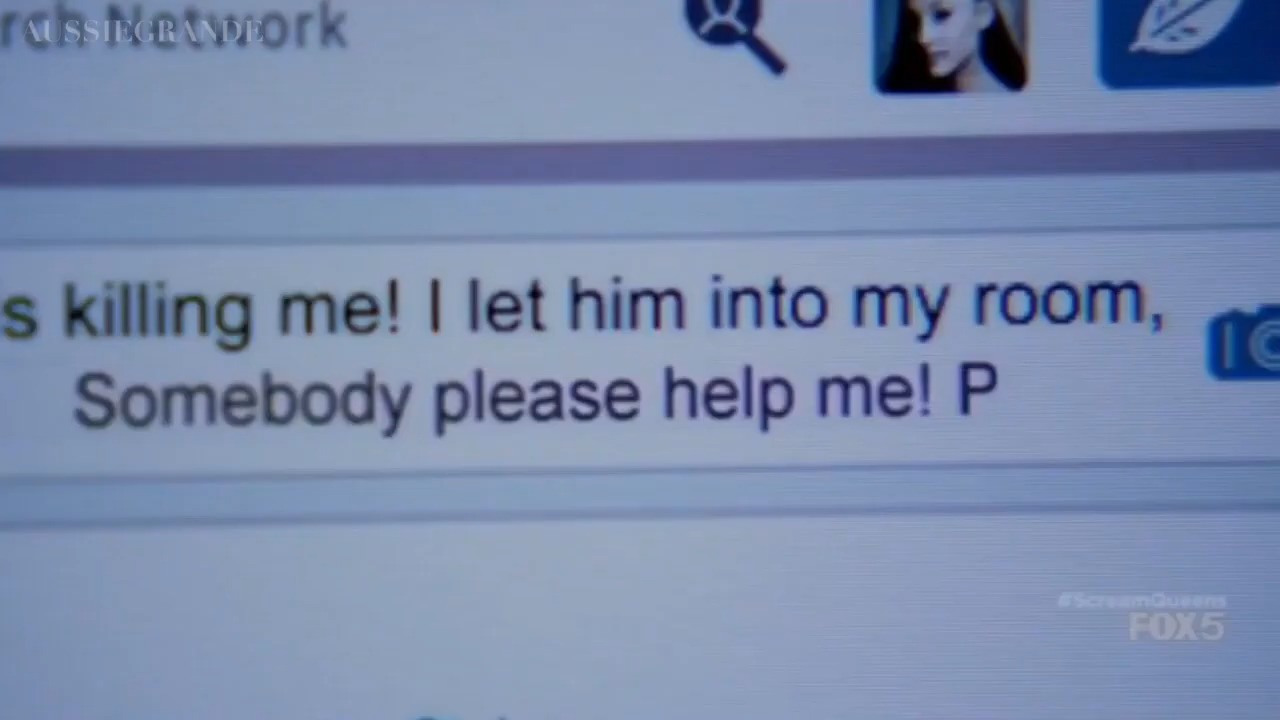 AUSSIEGRANDE
rch Network
s killing me! I let him into my room,
Somebody please help me! P
#ScreamQueens
FOX5